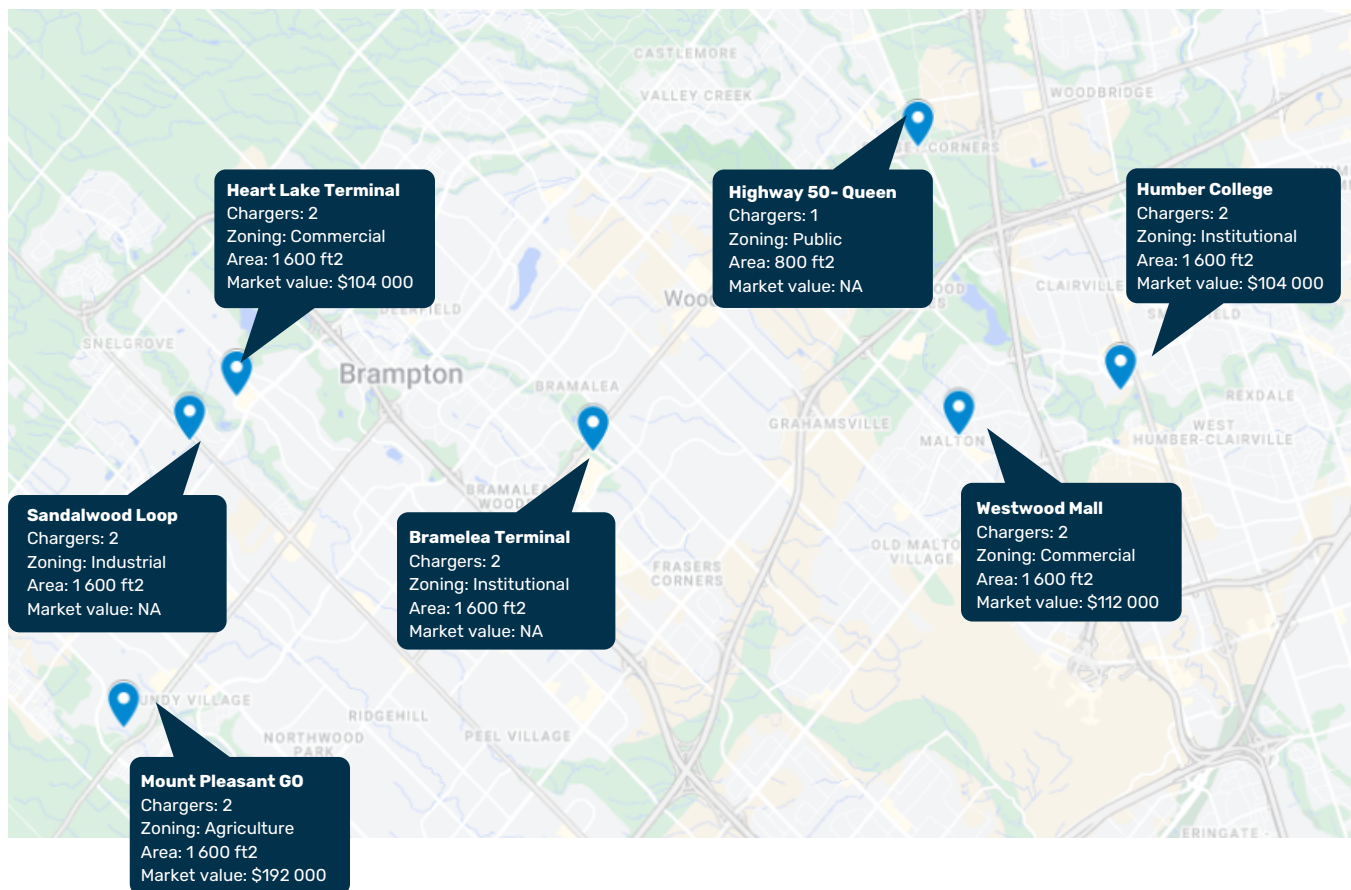 CASTLEMORE
VALLEY CREEK
WOODBRIDGE
CORNERS
Heart Lake Terminal
Chargers: 2
Zoning: Commercial
Area: 1 600 ft2
Market value: $104 000
Highway 50- Queen
Chargers: 1
Zoning: Public
Area: 800 ft2
Market value: NA
Humber College
Chargers: 2
Zoning: Institutional
Area: 1 600 ft2
Market value: $104 000
CLAIRVILLE
SNELGROVE
Brampton
BRAMALEA
GRAHAMSVILLE
MALTON
REXDALE
WEST
HUMBER-CLAIRVILLE
Sandalwood Loop
Chargers: 2
Zoning: Industrial
Area: 1 600 ft2
Market value: NA
Bramelea Terminal
Chargers: 2
Zoning: Institutional
Area: 1 600 ft2
Market value: NA
Westwood Mall
Chargers: 2
Zoning: Commercial
Area: 1 600 ft2
Market value: $112 000
OLD MALTO
VILLAGE
FRASERS
CORNERS
UNDY VILLAGE
RIDGEHILL
NORTHWOOD
PARK
PEEL VILLAGE
Mount Pleasant GO
Chargers: 2
Zoning: Agriculture
Area: 1 600 ft2
Market value: $192 000
ERINGATE -